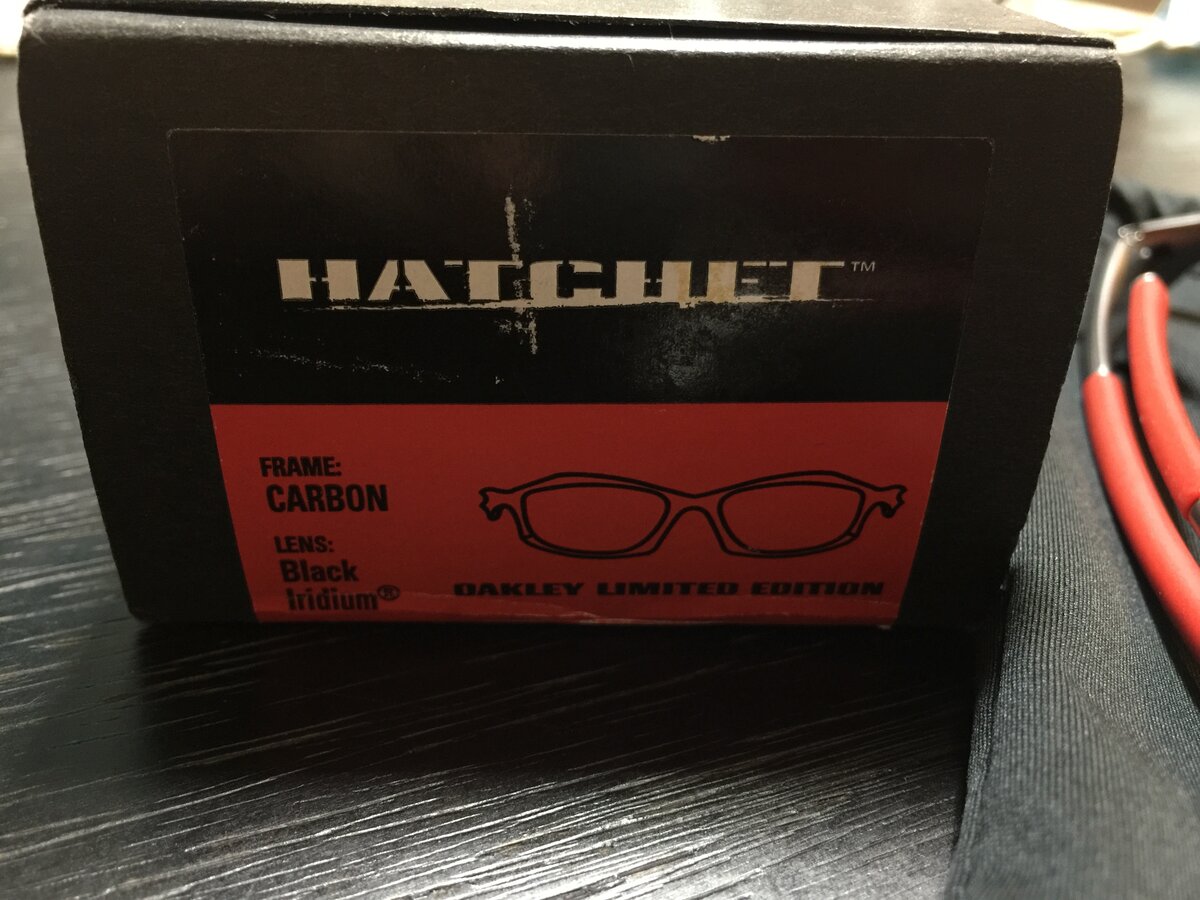 HATCHET™
FRAME:
CARBON
LENS:
Black
Iridium®
OAKLEY LIMITED EDITION